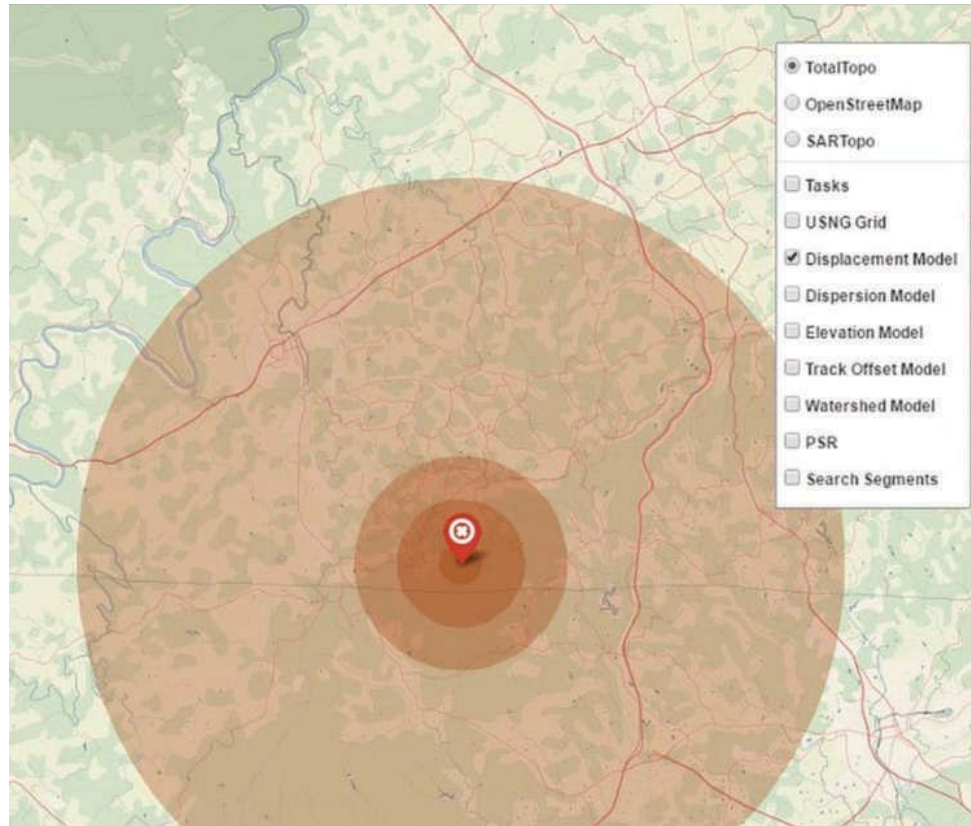 TotalTopo
OpenStreetMap
SARTopo
Tasks
USNG Grid
Displacement Model
Dispersion Model
Elevation Model
Track Offset Model
Watershed Model
PSR
Search Segments